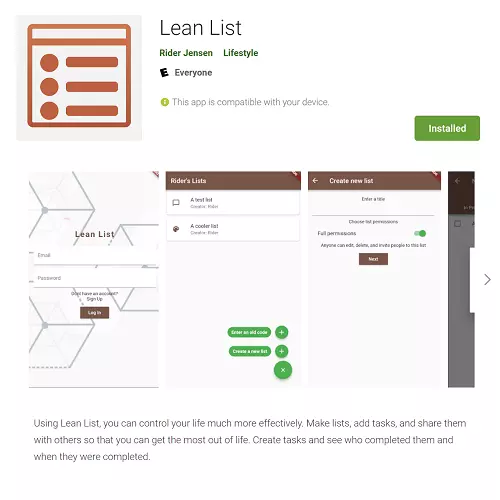 Lean List
Rider Jensen Lifestyle
E Everyone
This app is compatible with your device.
Installed
Lean List
Email
Password
Dont have an account?
Sign Up
Log In
Rider's Lists
A test list
Creator: Rider
A cooler list
Creator: Rider
Enter an old code
Create a new list
Create new list
Enter a title
Choose list permissions
Full permissions
Anyone can edit, delete, and invite people to this list
Next
Using Lean List, you can control your life much more effectively. Make lists, add tasks, and share them
with others so that you can get the most out of life. Create tasks and see who completed them and
when they were completed.